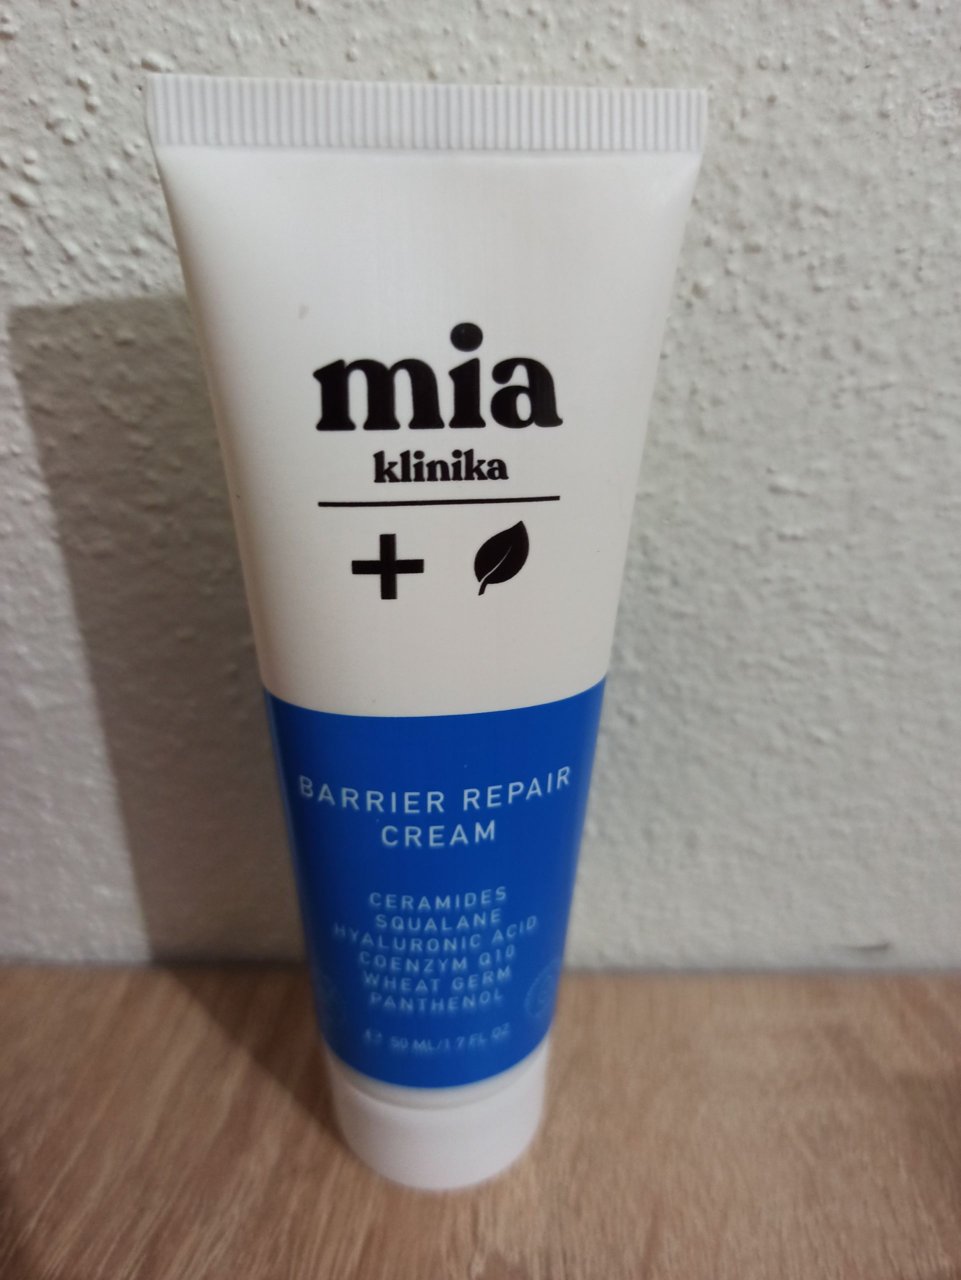 mia
klinika
BARRIER REPAIR
CREAM
CERAMIDES
SQUALANE
HYALURONIC ACID
COENZYM Q10
WHEAT GERM
PANTHENOL
50 ML/1.7 FL OZ